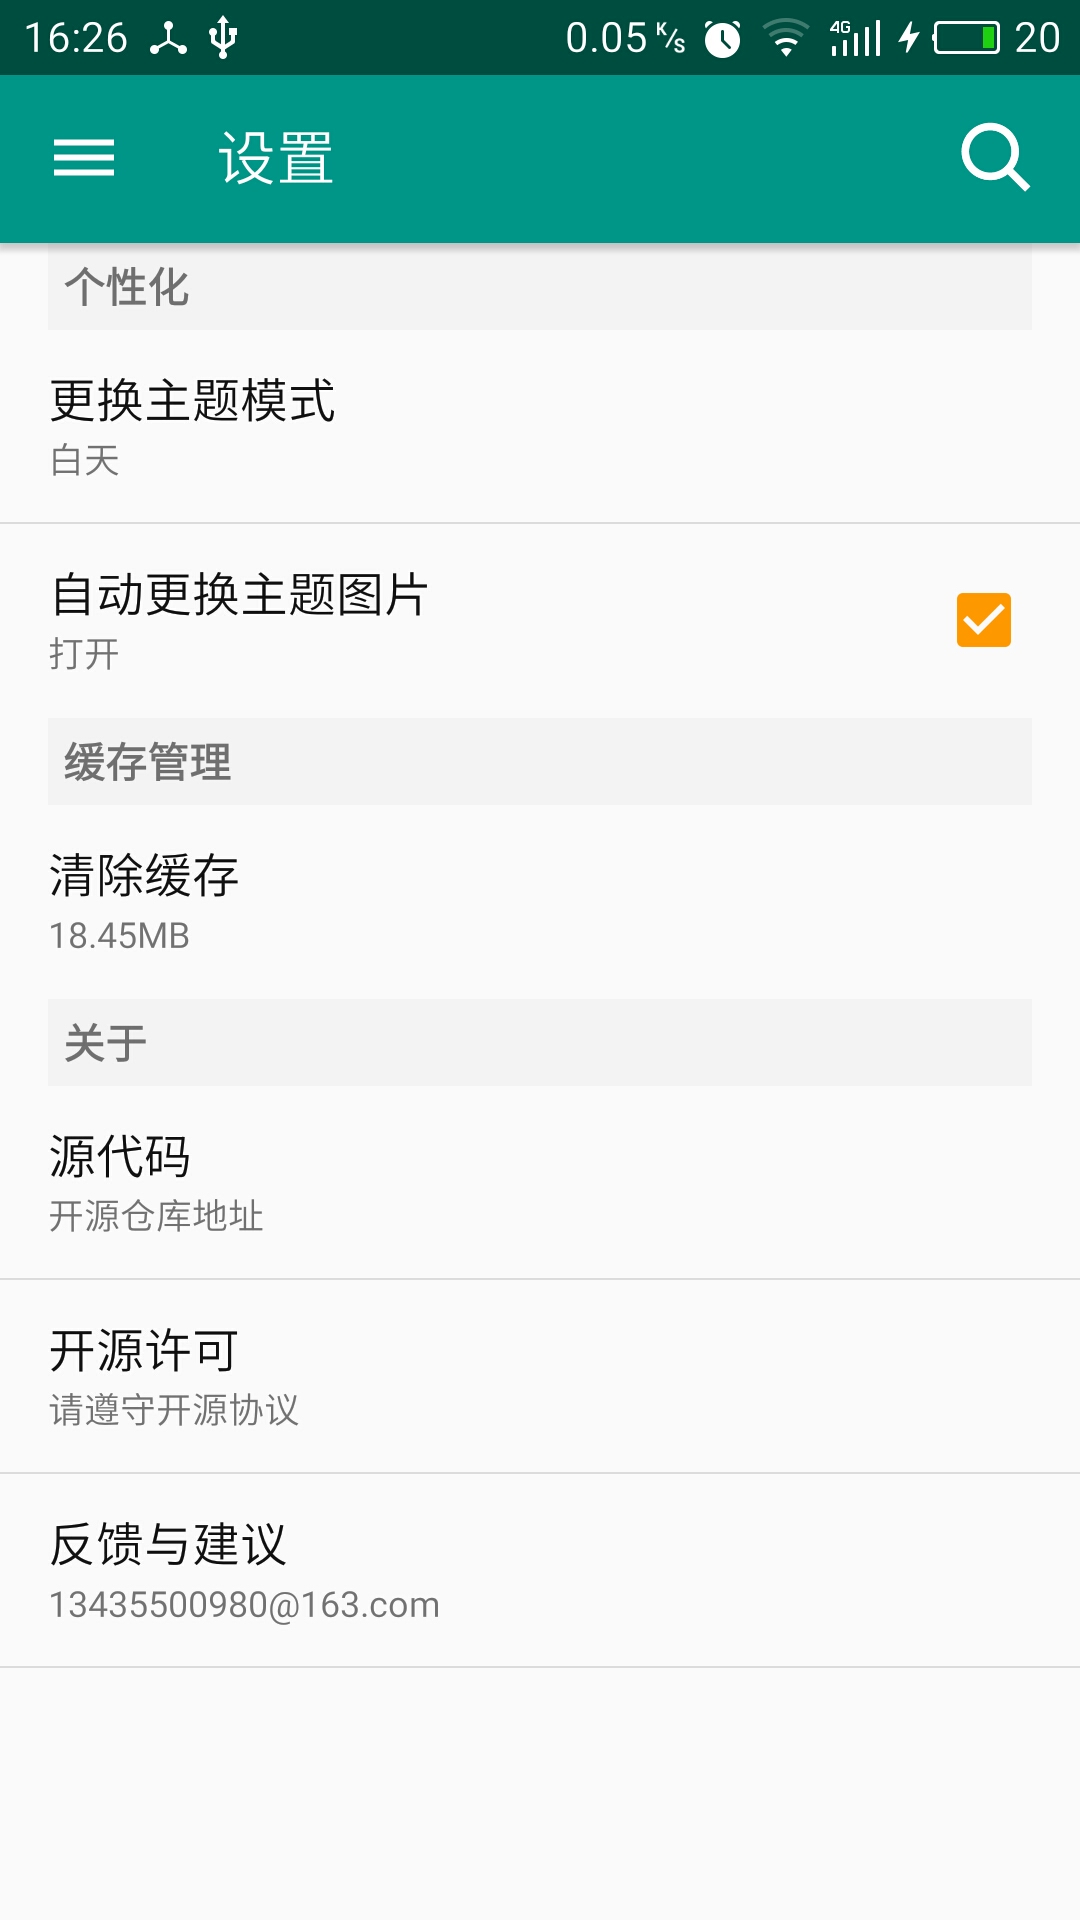 16:26 0.05 K/s 4G 20
设置
个性化
更换主题模式
白天
自动更换主题图片
打开
缓存管理
清除缓存
18.45MB
关于
源代码
开源仓库地址
开源许可
请遵守开源协议
反馈与建议
13435500980@163.com